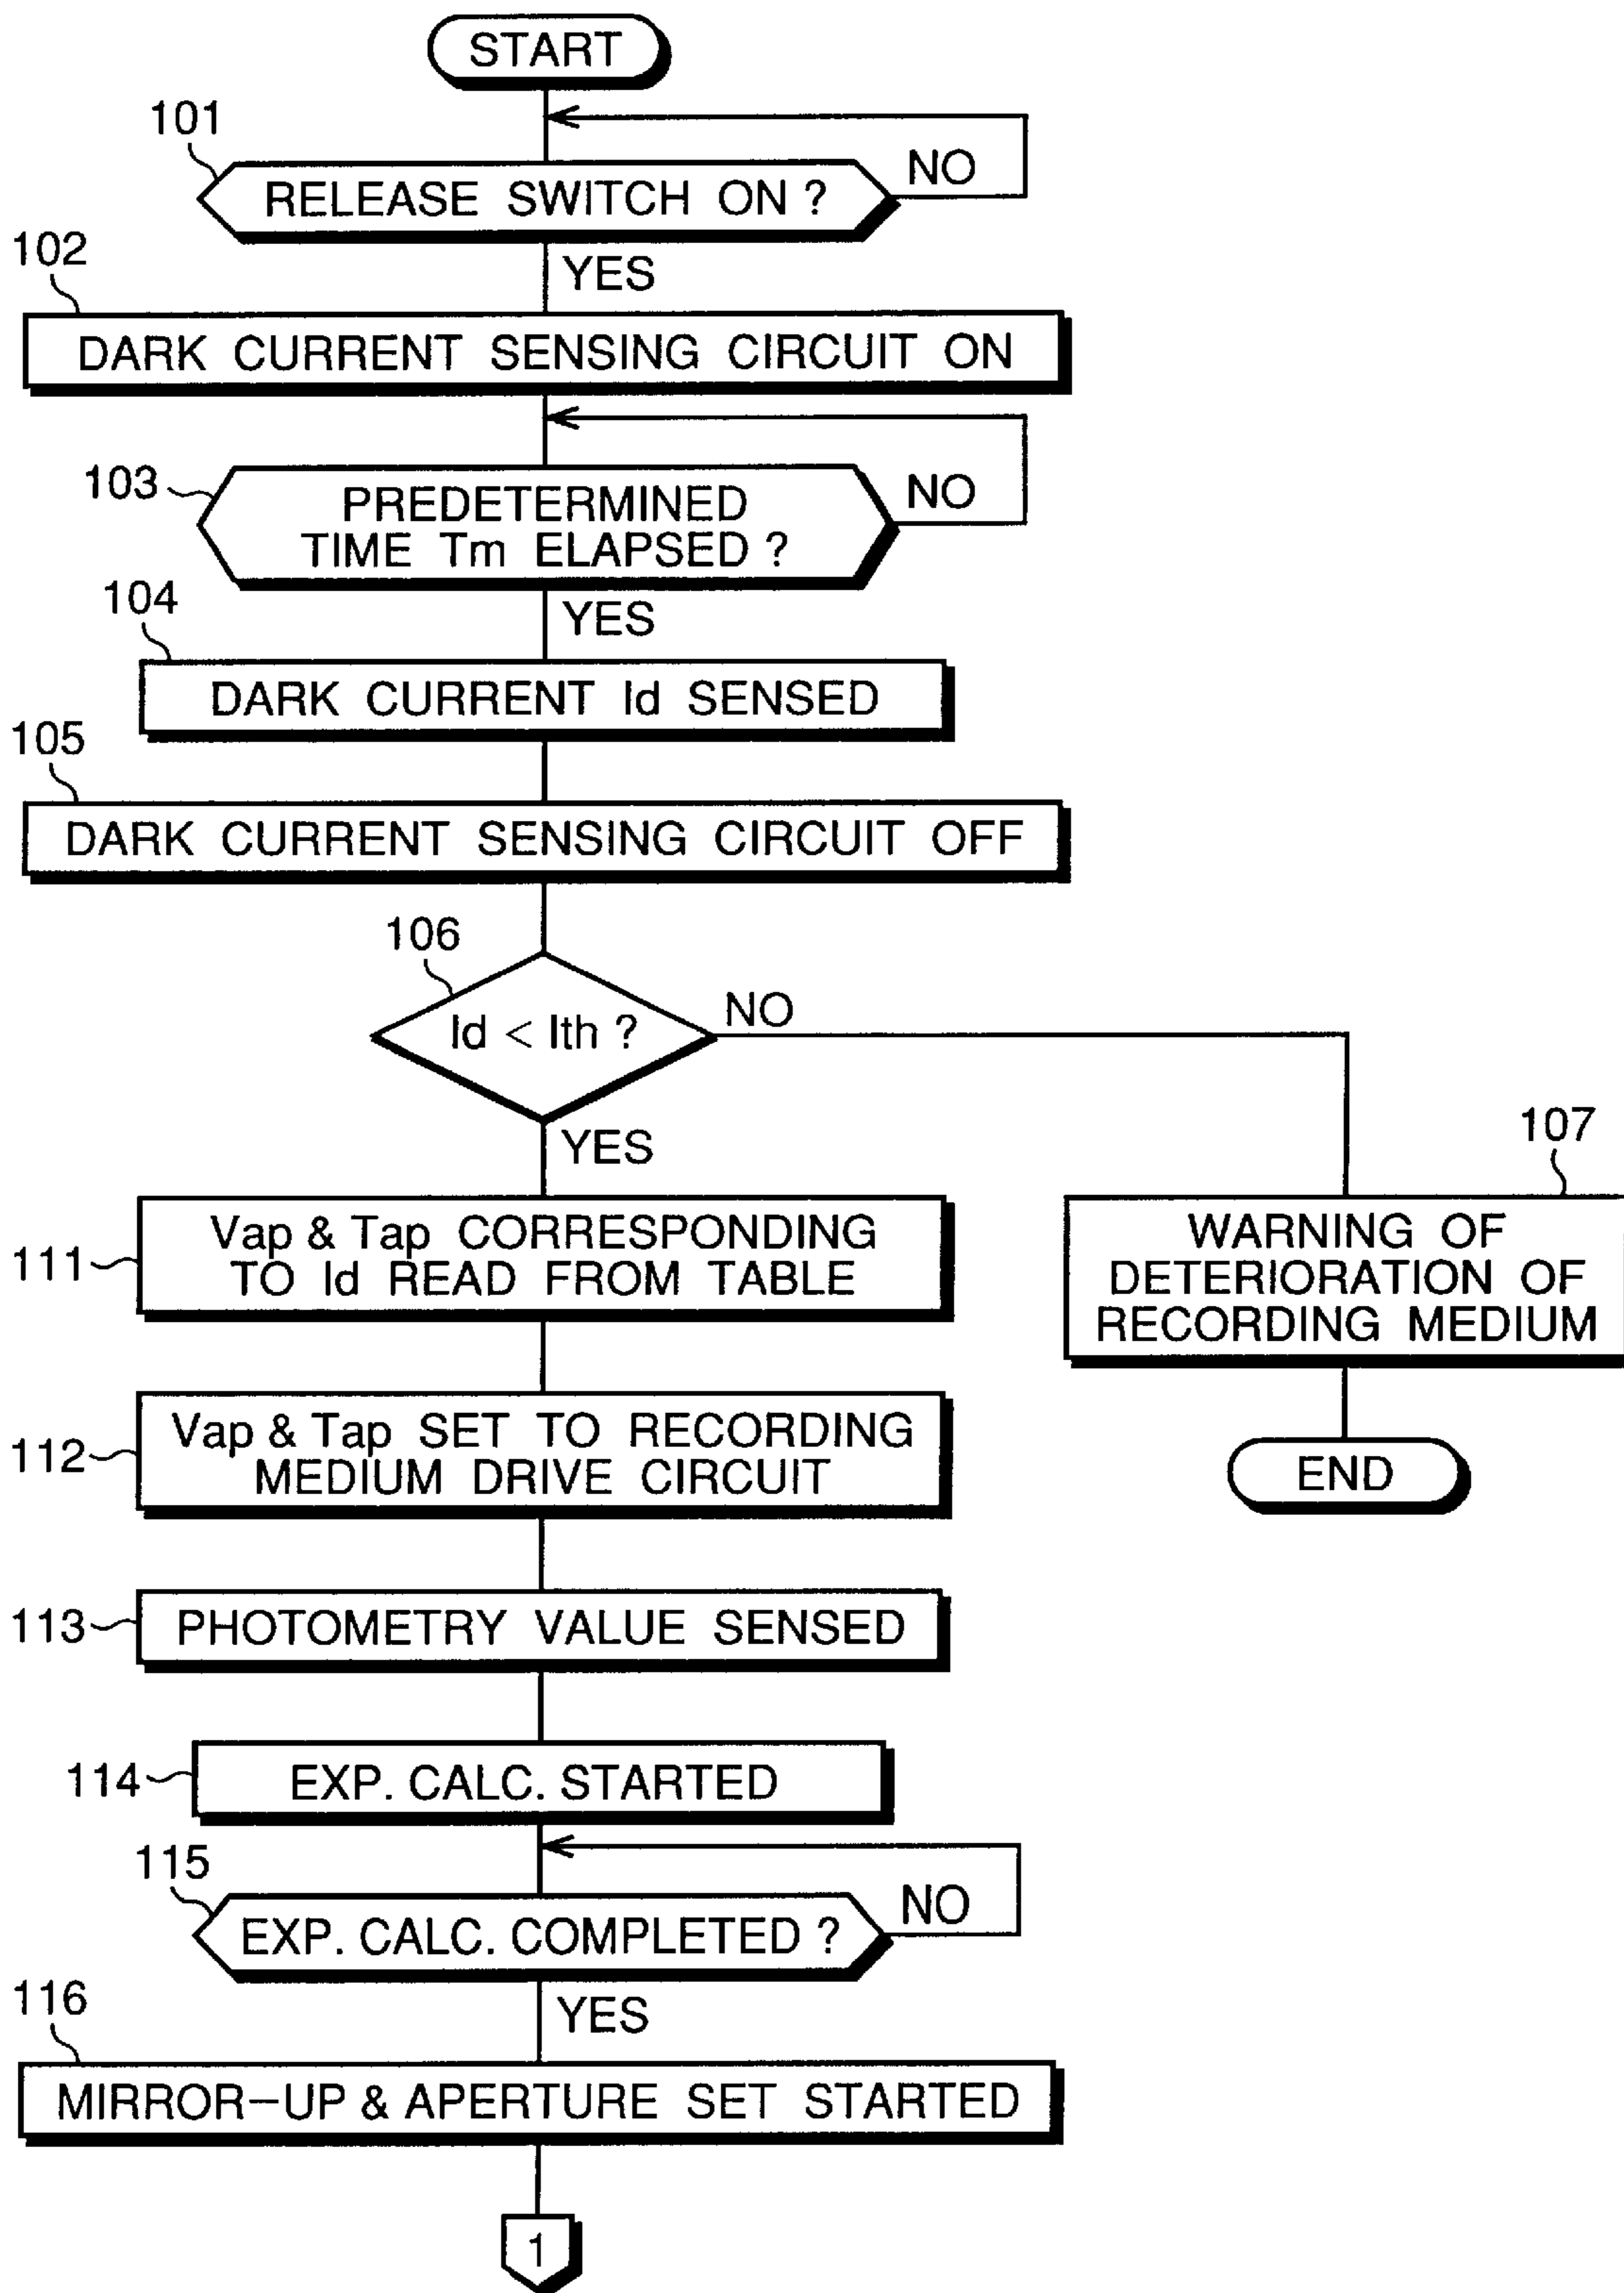 START
101
NO
RELEASE SWITCH ON ?
YES
102
DARK CURRENT SENSING CIRCUIT ON
103
NO
PREDETERMINED
TIME Tm ELAPSED ?
YES
104
DARK CURRENT Id SENSED
105
DARK CURRENT SENSING CIRCUIT OFF
106
NO
Id < Ith ?
YES
107
WARNING OF
DETERIORATION OF
RECORDING MEDIUM
END
111
Vap & Tap CORRESPONDING
TO Id READ FROM TABLE
112
Vap & Tap SET TO RECORDING
MEDIUM DRIVE CIRCUIT
113
PHOTOMETRY VALUE SENSED
114
EXP. CALC. STARTED
115
NO
EXP. CALC. COMPLETED ?
YES
116
MIRROR-UP & APERTURE SET STARTED
1